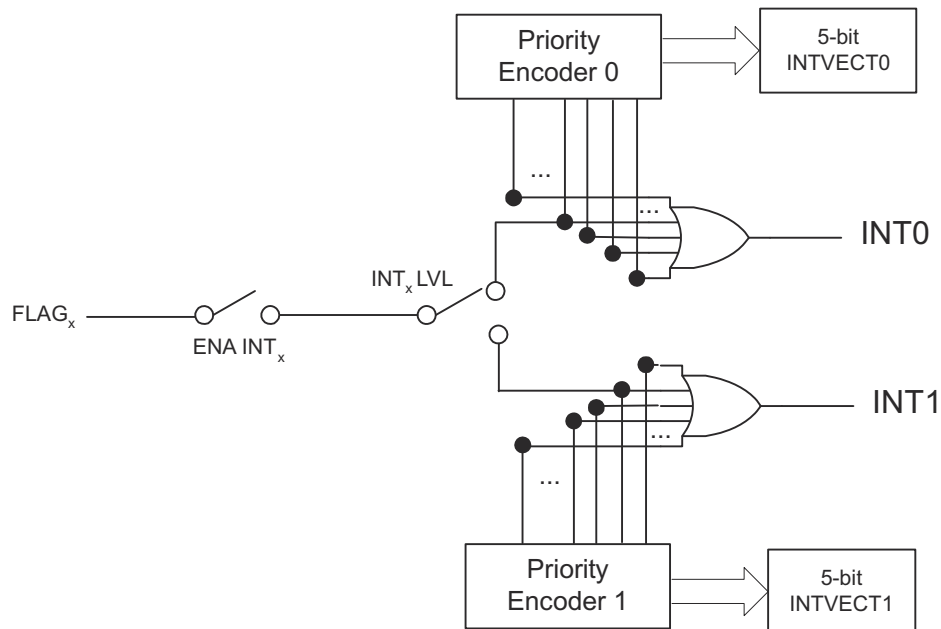 Priority
Encoder 0
5-bit
INTVECT0
...
...
INT0
INTₓ LVL
FLAGₓ
ENA INTₓ
INT1
...
...
Priority
Encoder 1
5-bit
INTVECT1